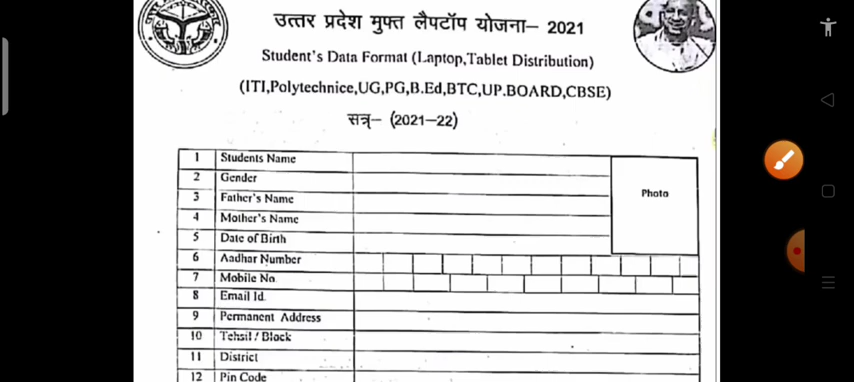 उत्तर प्रदेश मुफ्त लैपटॉप योजना– 2021
Student's Data Format (Laptop,Tablet Distribution)
(ITI,Polytechnice,UG,PG,B.Ed,BTC,UP.BOARD,CBSE)
सत्र– (2021–22)
1 Students Name
Photo
2 Gender
3 Father's Name
4 Mother's Name
5 Date of Birth
6 Aadhar Number
7 Mobile No
8 Email Id.
9 Permanent Address
10 Tehsil / Block
11 District
12 Pin Code